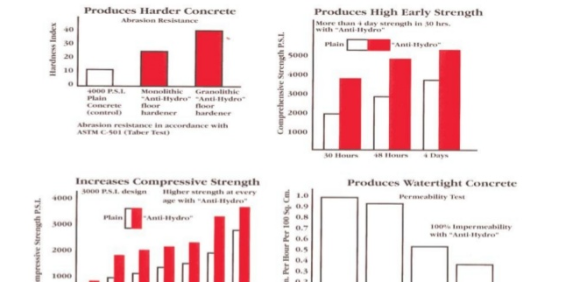 Produces Harder Concrete
Abrasion Resistance
Hardness Index
40
30
20
10
0
4000 P.S.I.
Plain
Concrete
(control)
Monolithic
"Anti-Hydro"
floor
hardener
Granolithic
"Anti-Hydro"
floor
hardener
Abrasion resistance in accordance with
ASTM C-501 (Taber Test)
Produces High Early Strength
More than 4 day strength in 30 hrs.
with "Anti-Hydro"
Plain "Anti-Hydro"
Comprehensive Strength P.S.I.
5000
4000
3000
2000
1000
30 Hours 48 Hours 4 Days
Increases Compressive Strength
3000 P.S.I. design
Higher strength at every
age with "Anti-Hydro"
Plain "Anti-Hydro"
mpressive Strength P.S.I.
4000
3000
2000
1000
Produces Watertight Concrete
Permeability Test
100% Impermeability
with "Anti-Hydro"
. Per Hour Per 100 Sq. Cm.
1.0
0.9
0.8
0.7
0.6
0.5
0.4
0.3